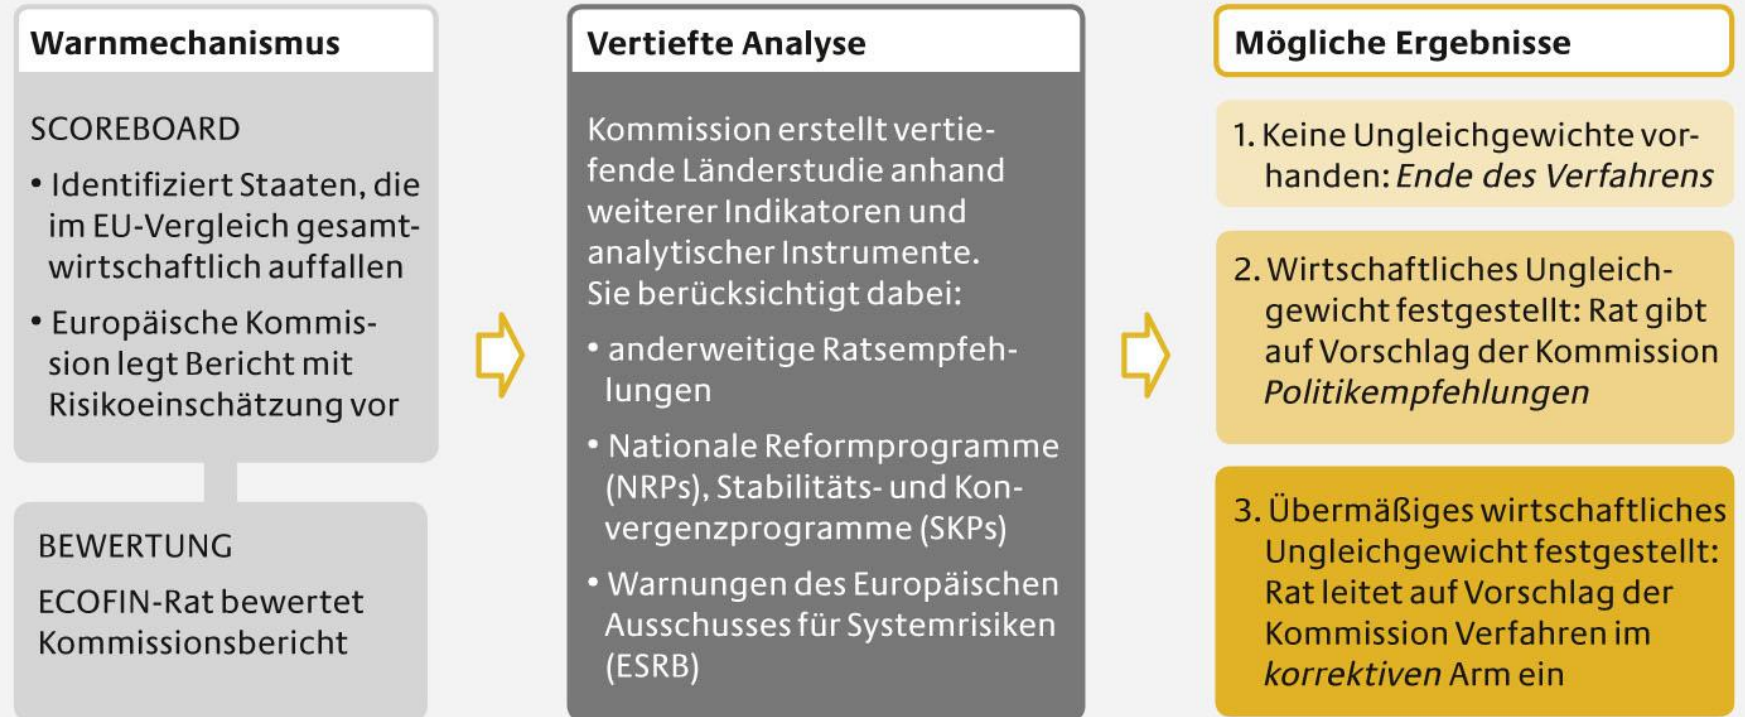 Warnmechanismus
SCOREBOARD
• Identifiziert Staaten, die
im EU-Vergleich gesamt-
wirtschaftlich auffallen
• Europäische Kommis-
sion legt Bericht mit
Risikoeinschätzung vor
BEWERTUNG
ECOFIN-Rat bewertet
Kommissionsbericht
Vertiefte Analyse
Kommission erstellt vertie-
fende Länderstudie anhand
weiterer Indikatoren und
analytischer Instrumente.
Sie berücksichtigt dabei:
• anderweitige Ratsempfeh-
lungen
• Nationale Reformprogramme
(NRPs), Stabilitäts- und Kon-
vergenzprogramme (SKPs)
• Warnungen des Europäischen
Ausschusses für Systemrisiken
(ESRB)
Mögliche Ergebnisse
1. Keine Ungleichgewichte vor-
handen: Ende des Verfahrens
2. Wirtschaftliches Ungleich-
gewicht festgestellt: Rat gibt
auf Vorschlag der Kommission
Politikempfehlungen
3. Übermäßiges wirtschaftliches
Ungleichgewicht festgestellt:
Rat leitet auf Vorschlag der
Kommission Verfahren im
korrektiven Arm ein